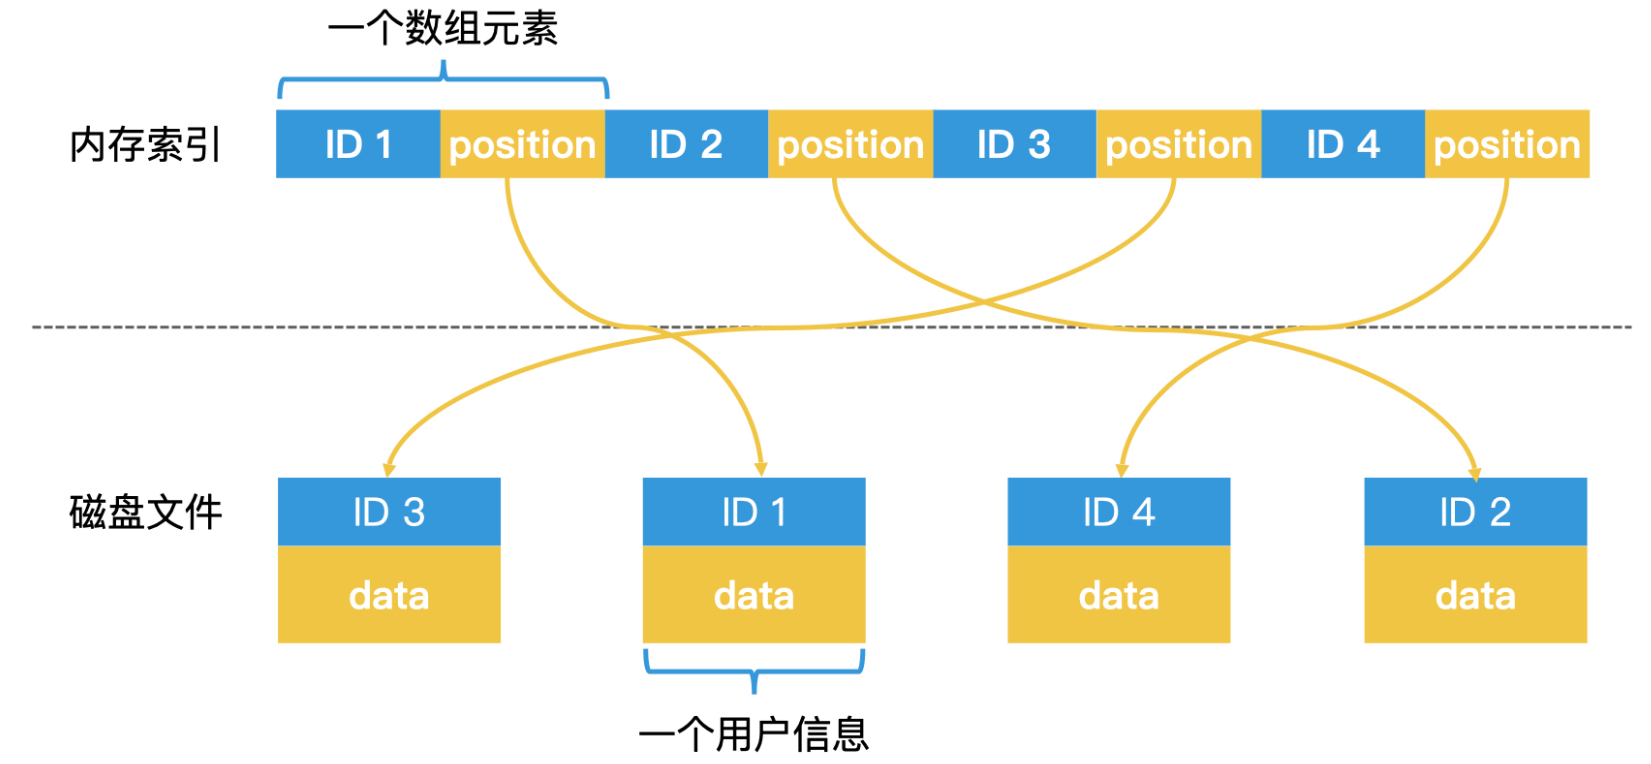 一个数组元素
内存索引 ID 1 position ID 2 position ID 3 position ID 4 position
磁盘文件 ID 3 ID 1 ID 4 ID 2
data data data data
一个用户信息